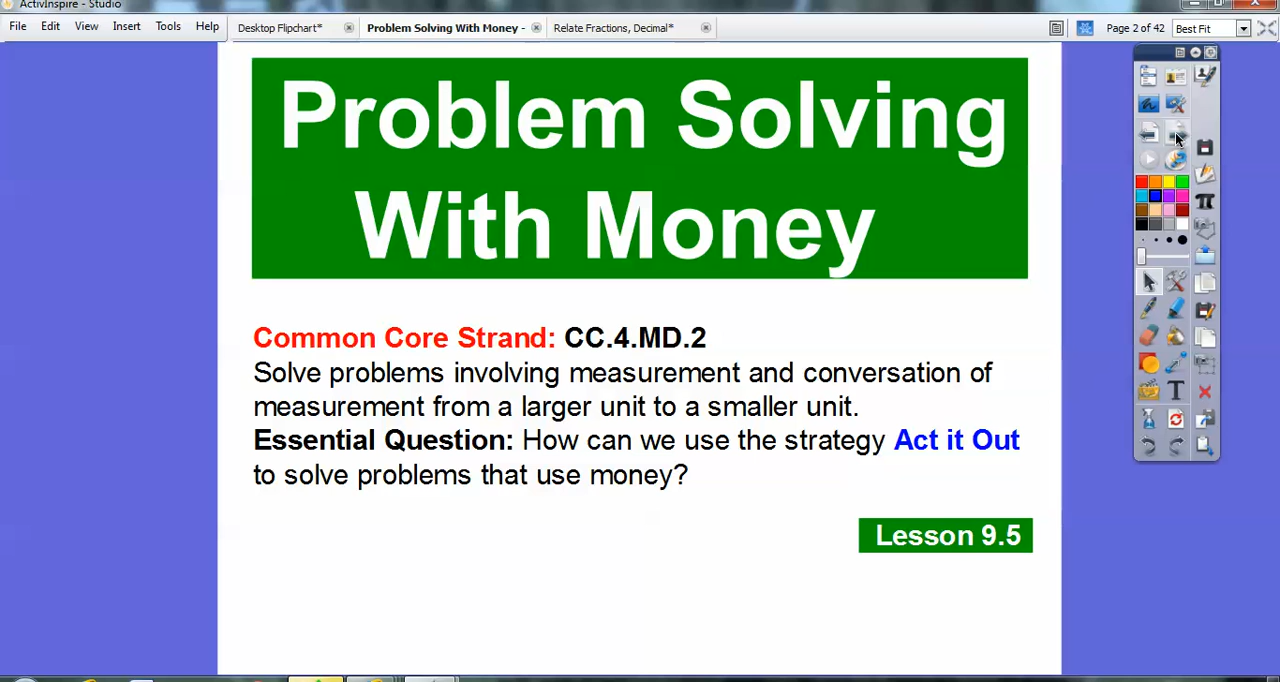 ActivInspire - Studio
File Edit View Insert Tools Help Desktop Flipchart* Problem Solving With Money - Relate Fractions, Decimal* Page 2 of 42 Best Fit
Problem Solving
With Money
Common Core Strand: CC.4.MD.2
Solve problems involving measurement and conversation of
measurement from a larger unit to a smaller unit.
Essential Question: How can we use the strategy Act it Out
to solve problems that use money?
Lesson 9.5